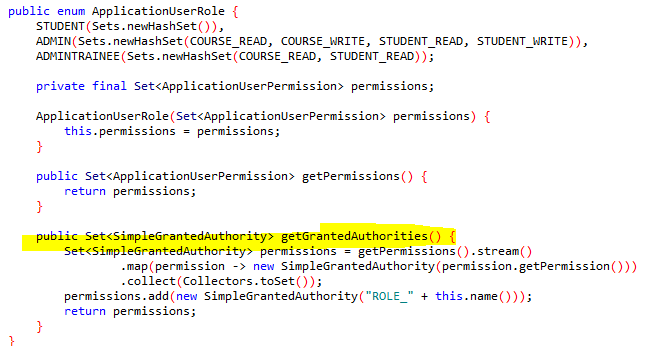 public enum ApplicationUserRole {
    STUDENT(Sets.newHashSet()),
    ADMIN(Sets.newHashSet(COURSE_READ, COURSE_WRITE, STUDENT_READ, STUDENT_WRITE)),
    ADMINTRAINEE(Sets.newHashSet(COURSE_READ, STUDENT_READ));
    private final Set<ApplicationUserPermission> permissions;
    ApplicationUserRole(Set<ApplicationUserPermission> permissions) {
        this.permissions = permissions;
    }
    public Set<ApplicationUserPermission> getPermissions() {
        return permissions;
    }
    public Set<SimpleGrantedAuthority> getGrantedAuthorities() {
        Set<SimpleGrantedAuthority> permissions = getPermissions().stream()
                .map(permission -> new SimpleGrantedAuthority(permission.getPermission()))
                .collect(Collectors.toSet());
        permissions.add(new SimpleGrantedAuthority("ROLE_" + this.name()));
        return permissions;
    }
}